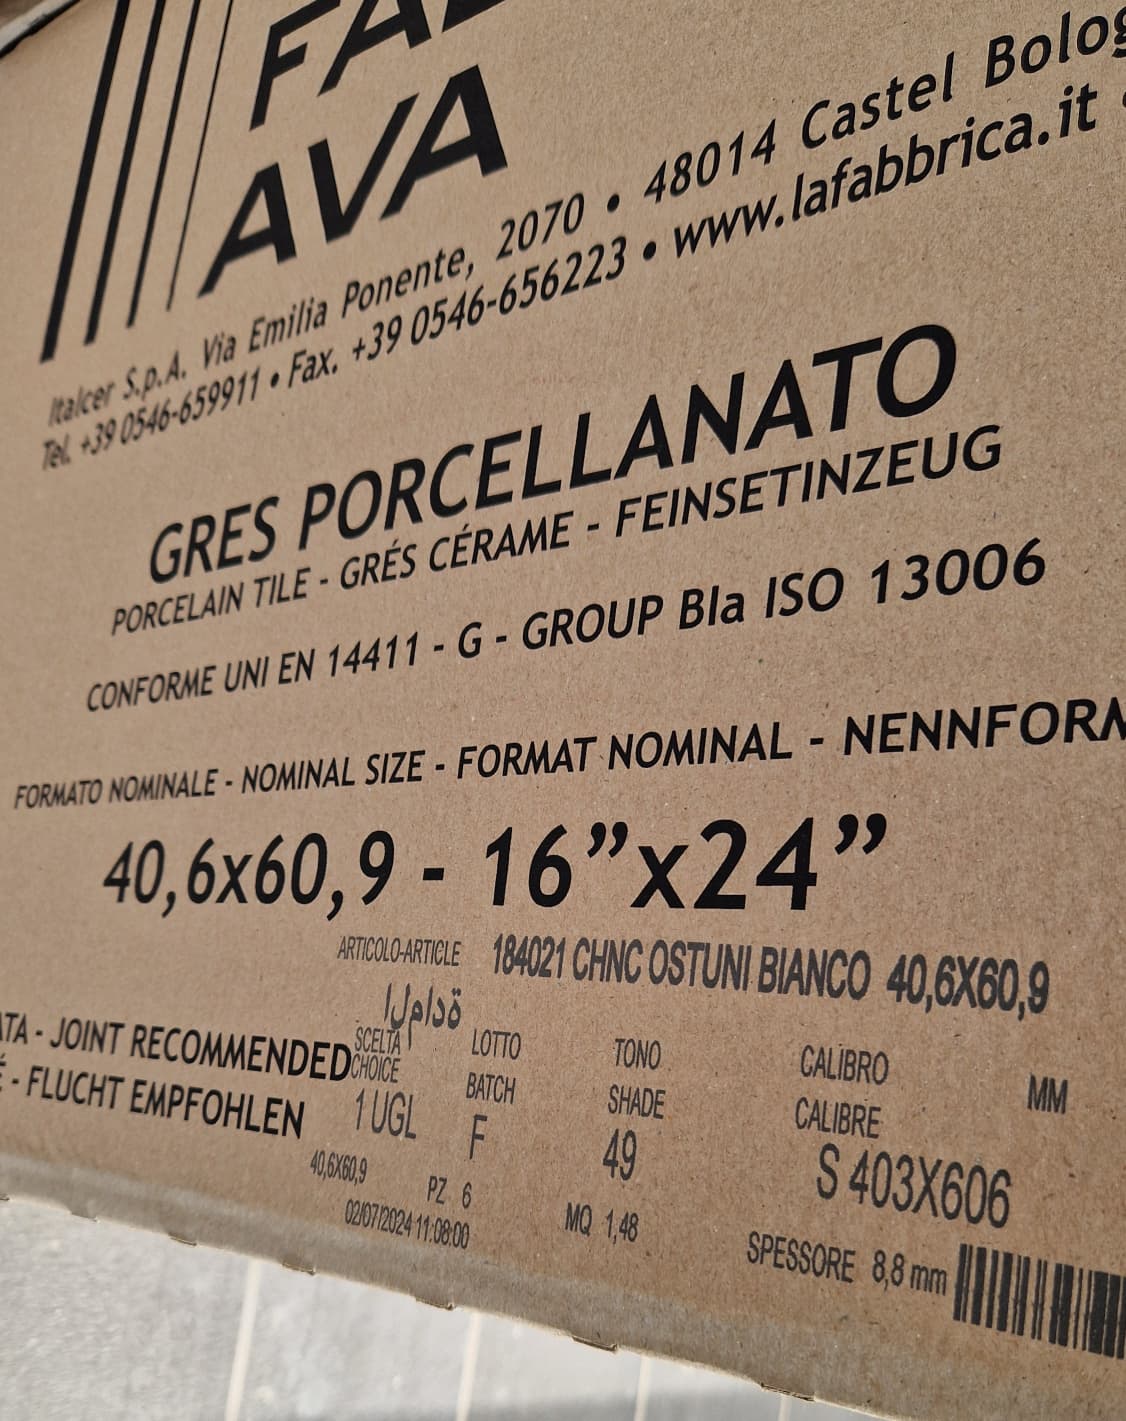 AVA
Italcer S.p.A. Via Emilia Ponente, 2070 • 48014 Castel Bolog
Tel. +39 0546-659911 • Fax. +39 0546-656223 • www.lafabbrica.it
GRES PORCELLANATO
PORCELAIN TILE - GRÉS CÉRAME - FEINSETINZEUG
CONFORME UNI EN 14411 - G - GROUP BIa ISO 13006
FORMATO NOMINALE - NOMINAL SIZE - FORMAT NOMINAL - NENNFORM
40,6x60,9 - 16”x24”
ARTICOLO-ARTICLE 184021 CHNC OSTUNI BIANCO 40,6X60,9
المادة
ATA - JOINT RECOMMENDED
É - FLUCHT EMPFOHLEN
SCELTA LOTTO TONO CALIBRO MM
CHOICE BATCH SHADE CALIBRE
1 UGL F 49 S 403X606
40,6X60,9 PZ 6 MQ 1,48 SPESSORE 8,8 mm
02/07/2024 11:08:00